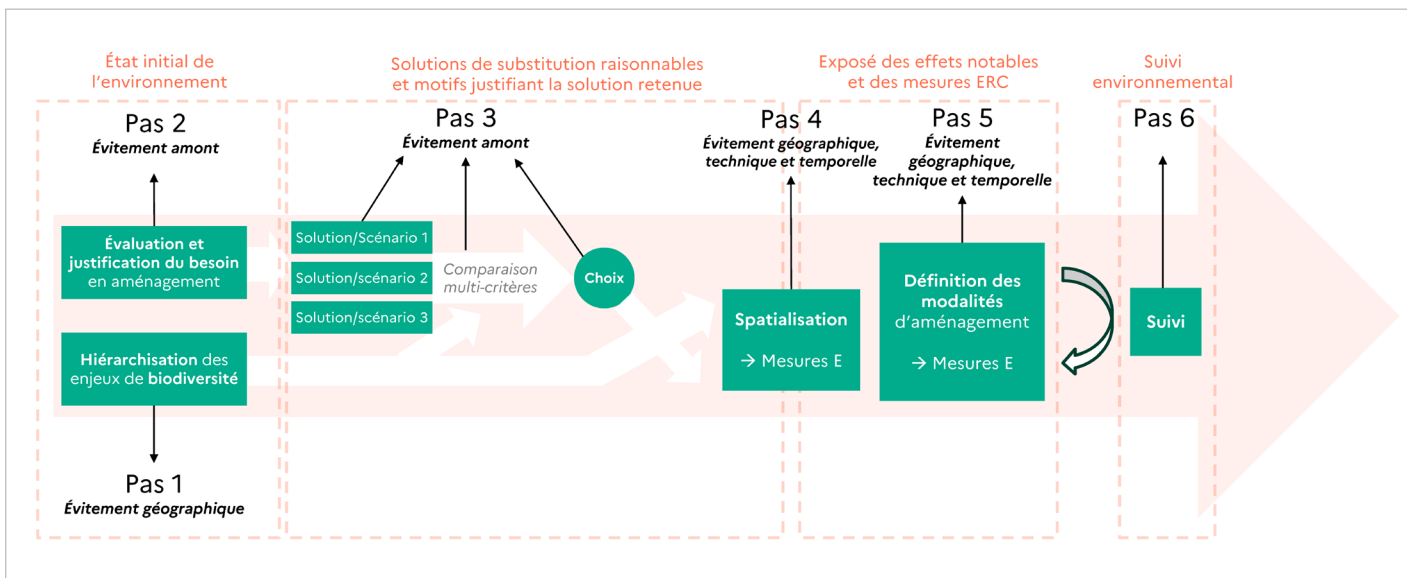 État initial de
l'environnement
Pas 2
Évitement amont
Évaluation et
justification du besoin
en aménagement
Hiérarchisation des
enjeux de biodiversité
Pas 1
Évitement géographique
Solutions de substitution raisonnables
et motifs justifiant la solution retenue
Pas 3
Évitement amont
Solution/Scénario 1
Solution/scénario 2
Solution/scénario 3
Comparaison
multi-critères
Choix
Pas 4
Évitement géographique,
technique et temporelle
Spatialisation
→ Mesures E
Exposé des effets notables
et des mesures ERC
Pas 5
Évitement
géographique,
technique et temporelle
Définition des
modalités
d'aménagement
→ Mesures E
Suivi
environnemental
Pas 6
Suivi